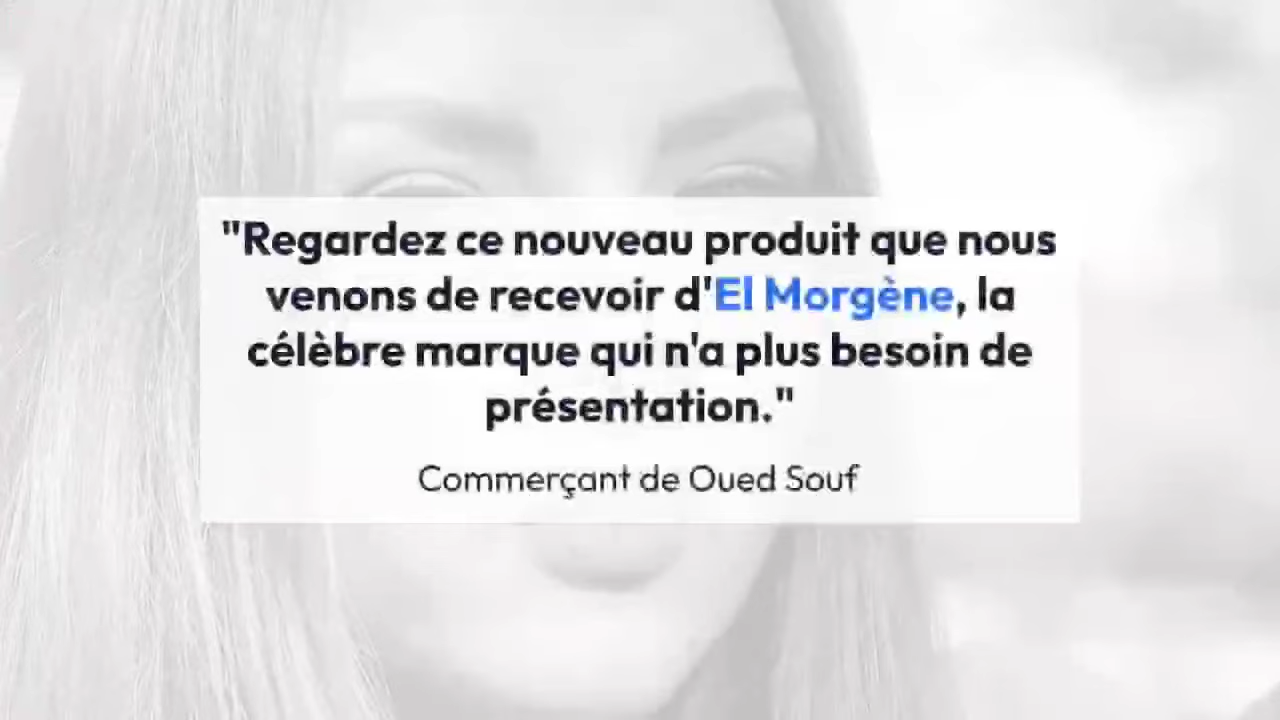 "Regardez ce nouveau produit que nous
venons de recevoir d'El Morgène, la
célèbre marque qui n'a plus besoin de
présentation."
Commerçant de Oued Souf